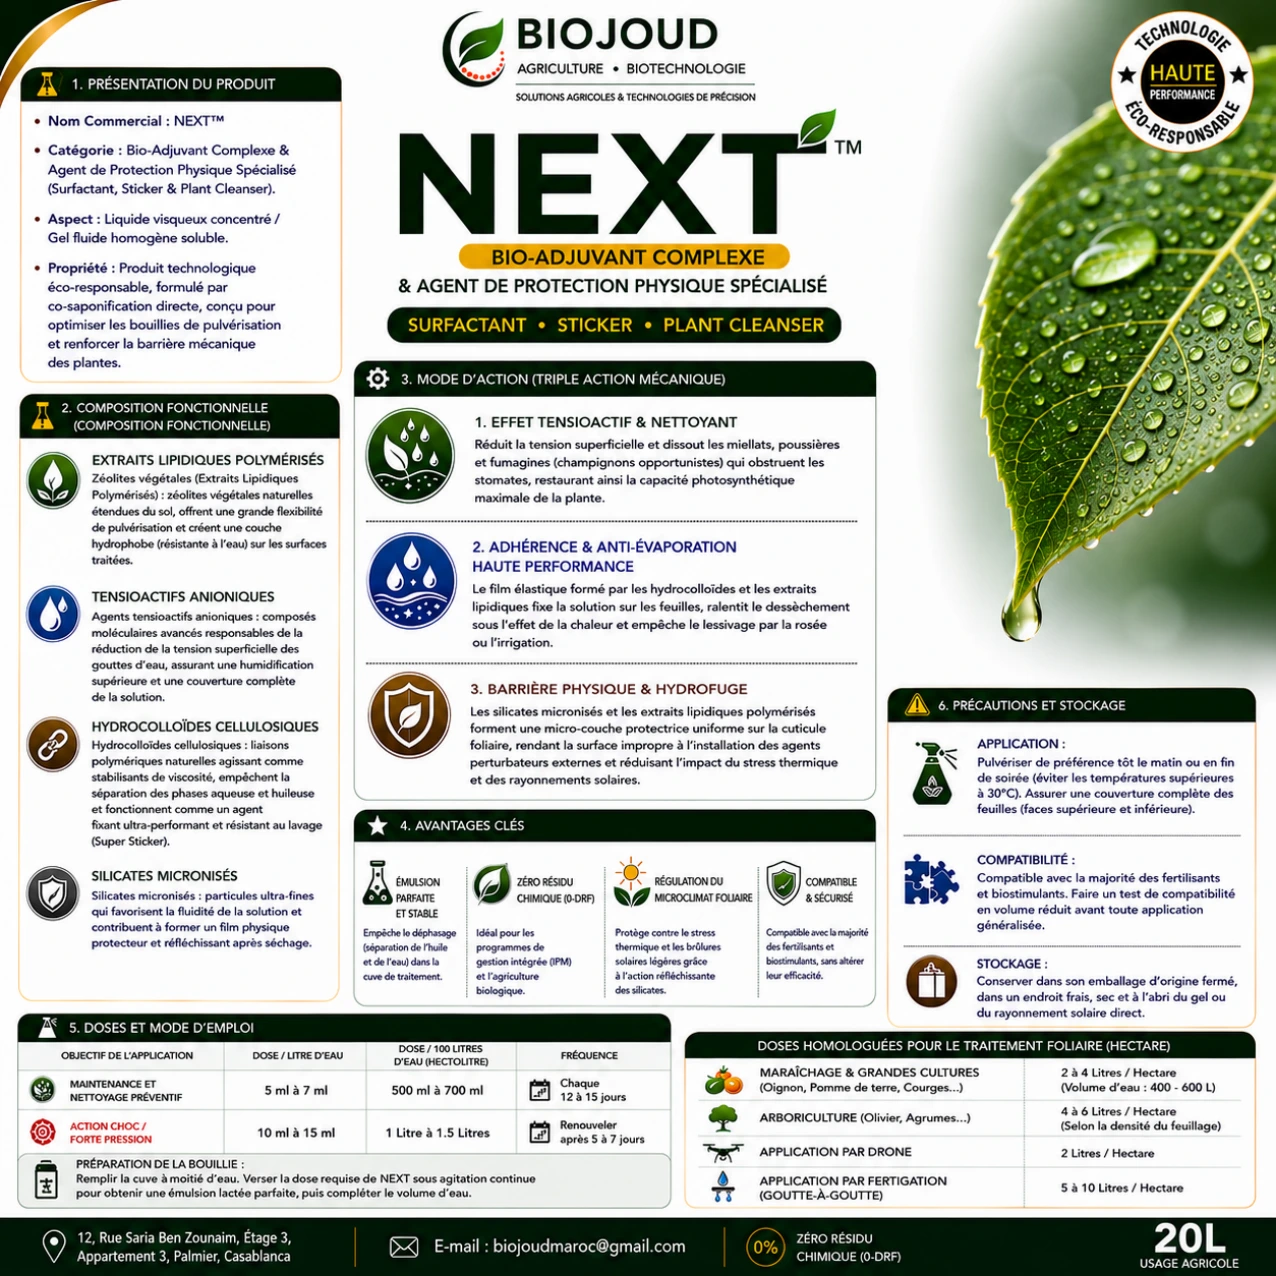 BIOJOUD
AGRICULTURE • BIOTECHNOLOGIE
SOLUTIONS AGRICOLES & TECHNOLOGIES DE PRÉCISION
TECHNOLOGIE
HAUTE
PERFORMANCE
ÉCO-RESPONSABLE
NEXT™
BIO-ADJUVANT COMPLEXE
& AGENT DE PROTECTION PHYSIQUE SPÉCIALISÉ
SURFACTANT • STICKER • PLANT CLEANSER
1. PRÉSENTATION DU PRODUIT
• Nom Commercial : NEXT™
• Catégorie : Bio-Adjuvant Complexe &
Agent de Protection Physique Spécialisé
(Surfactant, Sticker & Plant Cleanser).
• Aspect : Liquide visqueux concentré /
Gel fluide homogène soluble.
• Propriété : Produit technologique
éco-responsable, formulé par
co-saponification directe, conçu pour
optimiser les bouillies de pulvérisation
et renforcer la barrière mécanique
des plantes.
2. COMPOSITION FONCTIONNELLE
(COMPOSITION FONCTIONNELLE)
EXTRAITS LIPIDIQUES POLYMÉRISÉS
Zéolites végétales (Extraits Lipidiques
Polymérisés) : zéolites végétales naturelles
étendues du sol, offrent une grande flexibilité
de pulvérisation et créent une couche
hydrophobe (résistante à l'eau) sur les surfaces
traitées.
TENSIOACTIFS ANIONIQUES
Agents tensioactifs anioniques : composés
moléculaires avancés responsables de la
réduction de la tension superficielle des
gouttes d'eau, assurant une humidification
supérieure et une couverture complète
de la solution.
HYDROCOLLOÏDES CELLULOSIQUES
Hydrocolloïdes cellulosiques : liaisons
polymériques naturelles agissant comme
stabilisants de viscosité, empêchent la
séparation des phases aqueuse et huileuse
et fonctionnent comme un agent
fixant ultra-performant et résistant au lavage
(Super Sticker).
SILICATES MICRONISÉS
Silicates micronisés : particules ultra-fines
qui favorisent la fluidité de la solution et
contribuent à former un film physique
protecteur et réfléchissant après séchage.
3. MODE D'ACTION (TRIPLE ACTION MÉCANIQUE)
1. EFFET TENSIOACTIF & NETTOYANT
Réduit la tension superficielle et dissout les miellats, poussières
et fumagines (champignons opportunistes) qui obstruent les
stomates, restaurant ainsi la capacité photosynthétique
maximale de la plante.
2. ADHÉRENCE & ANTI-ÉVAPORATION
HAUTE PERFORMANCE
Le film élastique formé par les hydrocolloïdes et les extraits
lipidiques fixe la solution sur les feuilles, ralentit le dessèchement
sous l'effet de la chaleur et empêche le lessivage par la rosée
ou l'irrigation.
3. BARRIÈRE PHYSIQUE & HYDROFUGE
Les silicates micronisés et les extraits lipidiques polymérisés
forment une micro-couche protectrice uniforme sur la cuticule
foliaire, rendant la surface impropre à l'installation des agents
perturbateurs externes et réduisant l'impact du stress thermique
et des rayonnements solaires.
4. AVANTAGES CLÉS
ÉMULSION
PARFAITE
ET STABLE
Empêche le déphasage
(séparation de l'huile
et de l'eau) dans la
cuve de traitement.
ZÉRO RÉSIDU
CHIMIQUE (0-DRF)
Idéal pour les
programmes de
gestion intégrée (IPM)
et l'agriculture
biologique.
RÉGULATION DU
MICROCLIMAT FOLIAIRE
Protège contre le stress
thermique et les brûlures
solaires légères grâce
à l'action réfléchissante
des silicates.
COMPATIBLE
& SÉCURISÉ
Compatible avec la majorité
des fertilisants et
biostimulants, sans altérer
leur efficacité.
6. PRÉCAUTIONS ET STOCKAGE
APPLICATION :
Pulvériser de préférence tôt le matin ou en fin
de soirée (éviter les températures supérieures
à 30°C). Assurer une couverture complète des
feuilles (faces supérieure et inférieure).
COMPATIBILITÉ :
Compatible avec la majorité des fertilisants
et biostimulants. Faire un test de compatibilité
en volume réduit avant toute application
généralisée.
STOCKAGE :
Conserver dans son emballage d'origine fermé,
dans un endroit frais, sec et à l'abri du gel ou
du rayonnement solaire direct.
5. DOSES ET MODE D'EMPLOI
OBJECTIF DE L'APPLICATION DOSE / LITRE D'EAU DOSE / 100 LITRES D'EAU (HECTOLITRE) FRÉQUENCE
MAINTENANCE ET
NETTOYAGE PRÉVENTIF
5 ml à 7 ml
500 ml à 700 ml
Chaque
12 à 15 jours
ACTION CHOC /
FORTE PRESSION
10 ml à 15 ml
1 Litre à 1.5 Litres
Renouveler
après 5 à 7 jours
PRÉPARATION DE LA BOUILLIE :
Remplir la cuve à moitié d'eau. Verser la dose requise de NEXT sous agitation continue
pour obtenir une émulsion lactée parfaite, puis compléter le volume d'eau.
DOSES HOMOLOGUÉES POUR LE TRAITEMENT FOLIAIRE (HECTARE)
MARAÎCHAGE & GRANDES CULTURES
(Oignon, Pomme de terre, Courges...)
2 à 4 Litres / Hectare
(Volume d'eau : 400 - 600 L)
ARBORICULTURE (Olivier, Agrumes...)
4 à 6 Litres / Hectare
(Selon la densité du feuillage)
APPLICATION PAR DRONE
2 Litres / Hectare
APPLICATION PAR FERTIGATION
(GOUTTE-À-GOUTTE)
5 à 10 Litres / Hectare
12, Rue Saria Ben Zounaim, Étage 3,
Appartement 3, Palmier, Casablanca
E-mail : biojoudmaroc@gmail.com
0%
ZÉRO RÉSIDU
CHIMIQUE (0-DRF)
20L
USAGE AGRICOLE